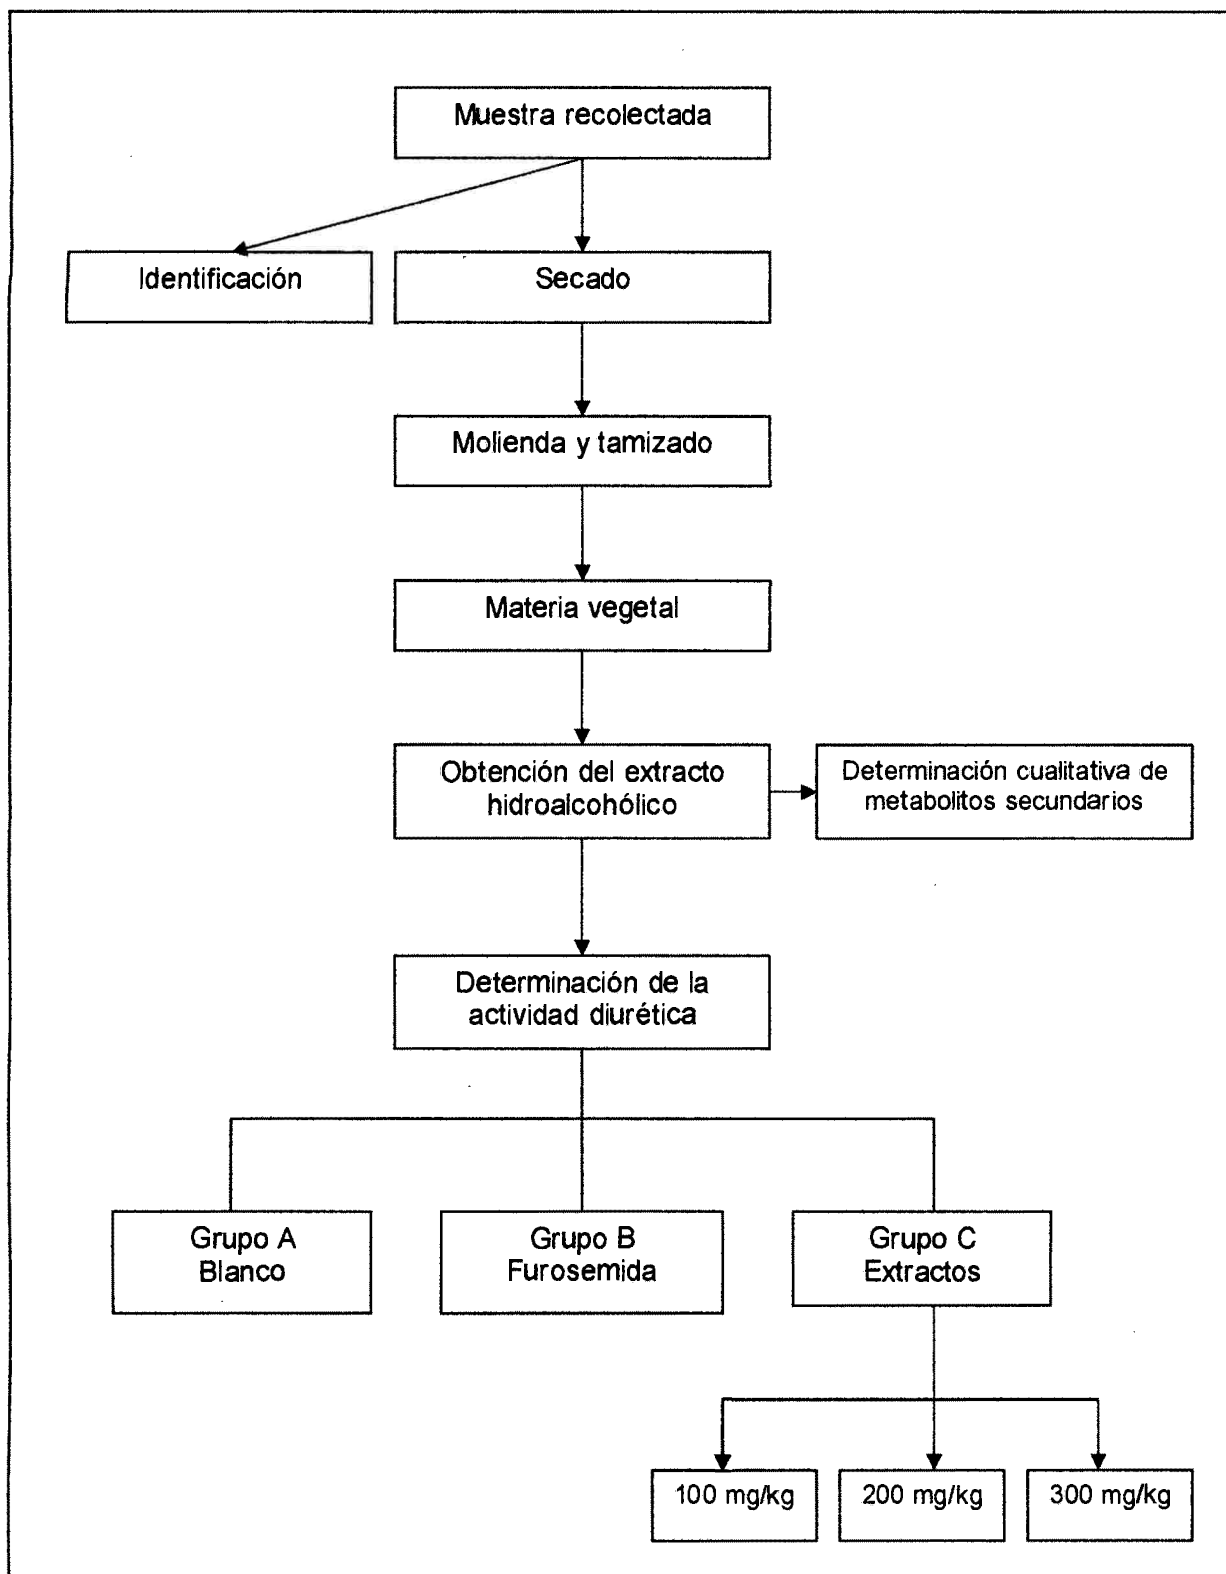 Muestra recolectada
Identificación
Secado
Molienda y tamizado
Materia vegetal
Obtención del extracto
hidroalcohólico
Determinación cualitativa de
metabolitos secundarios
Determinación de la
actividad diurética
Grupo A
Blanco
Grupo B
Furosemida
Grupo C
Extractos
100 mg/kg
200 mg/kg
300 mg/kg